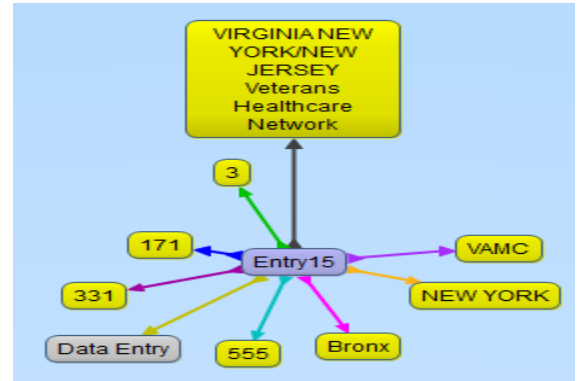 VIRGINIA NEW
YORK/NEW
JERSEY
Veterans
Healthcare
Network
3
171
Entry15
VAMC
331
NEW YORK
Data Entry
555
Bronx